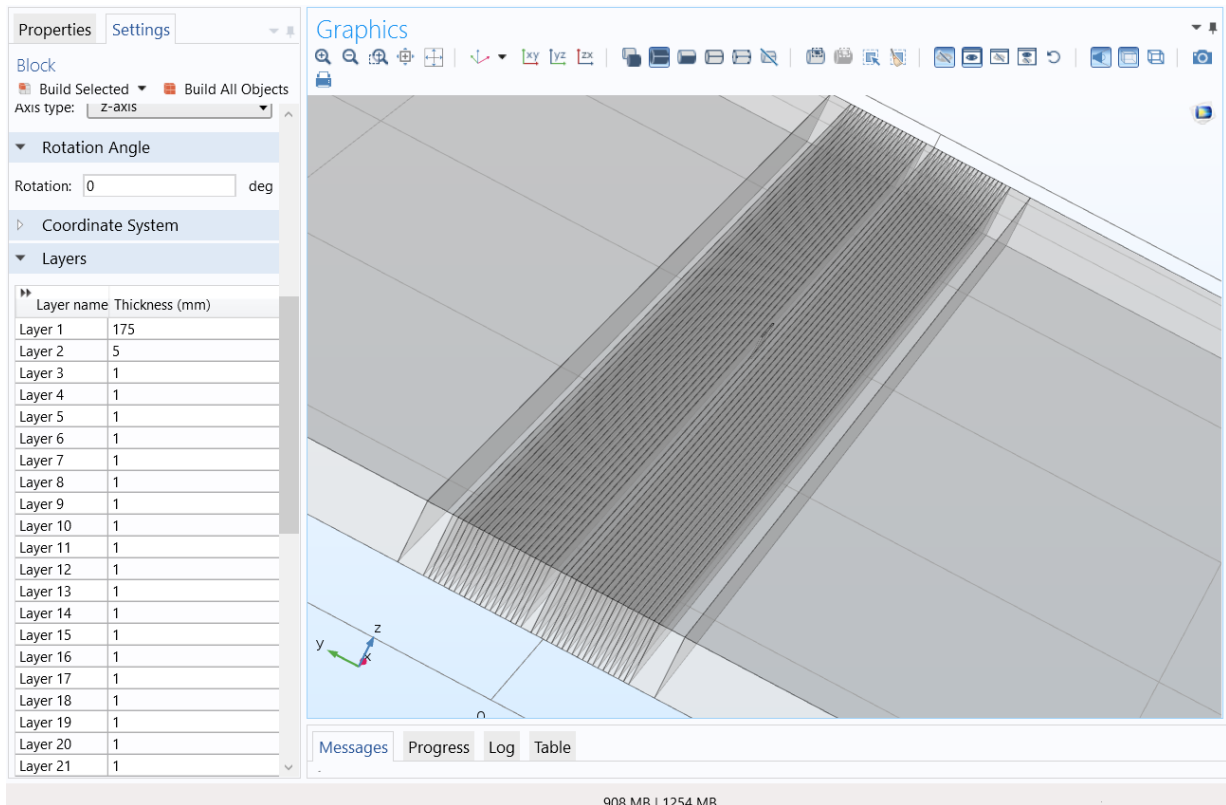 Properties Settings
Block
Build Selected Build All Objects
Axis type: z-axis
Rotation Angle
Rotation: 0 deg
Coordinate System
Layers
Layer name Thickness (mm)
Layer 1 175
Layer 2 5
Layer 3 1
Layer 4 1
Layer 5 1
Layer 6 1
Layer 7 1
Layer 8 1
Layer 9 1
Layer 10 1
Layer 11 1
Layer 12 1
Layer 13 1
Layer 14 1
Layer 15 1
Layer 16 1
Layer 17 1
Layer 18 1
Layer 19 1
Layer 20 1
Layer 21 1
Graphics
xy yz zx
z
y
x
0
Messages Progress Log Table
908 MB | 1254 MB